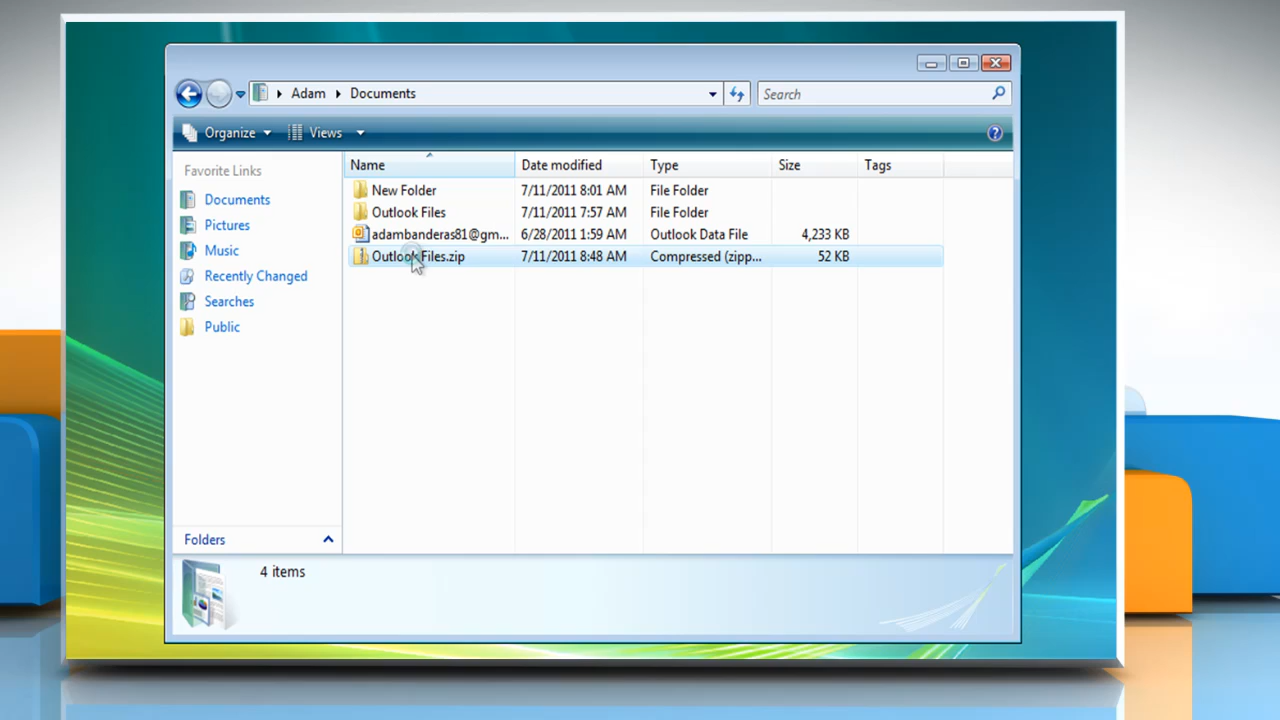 Adam Documents Search
Organize Views
Favorite Links
Documents
Pictures
Music
Recently Changed
Searches
Public
Folders
Name Date modified Type Size Tags
New Folder 7/11/2011 8:01 AM File Folder
Outlook Files 7/11/2011 7:57 AM File Folder
adambanderas81@gm... 6/28/2011 1:59 AM Outlook Data File 4,233 KB
Outlook Files.zip 7/11/2011 8:48 AM Compressed (zipp... 52 KB
4 items